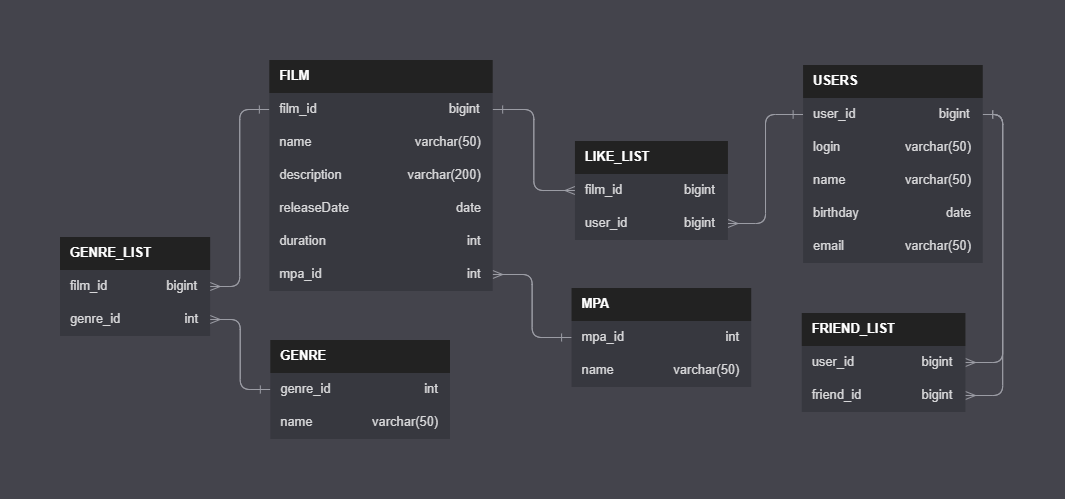 FILM
film_id bigint
name varchar(50)
description varchar(200)
releaseDate date
duration int
mpa_id int
GENRE_LIST
film_id bigint
genre_id int
GENRE
genre_id int
name varchar(50)
LIKE_LIST
film_id bigint
user_id bigint
MPA
mpa_id int
name varchar(50)
USERS
user_id bigint
login varchar(50)
name varchar(50)
birthday date
email varchar(50)
FRIEND_LIST
user_id bigint
friend_id bigint